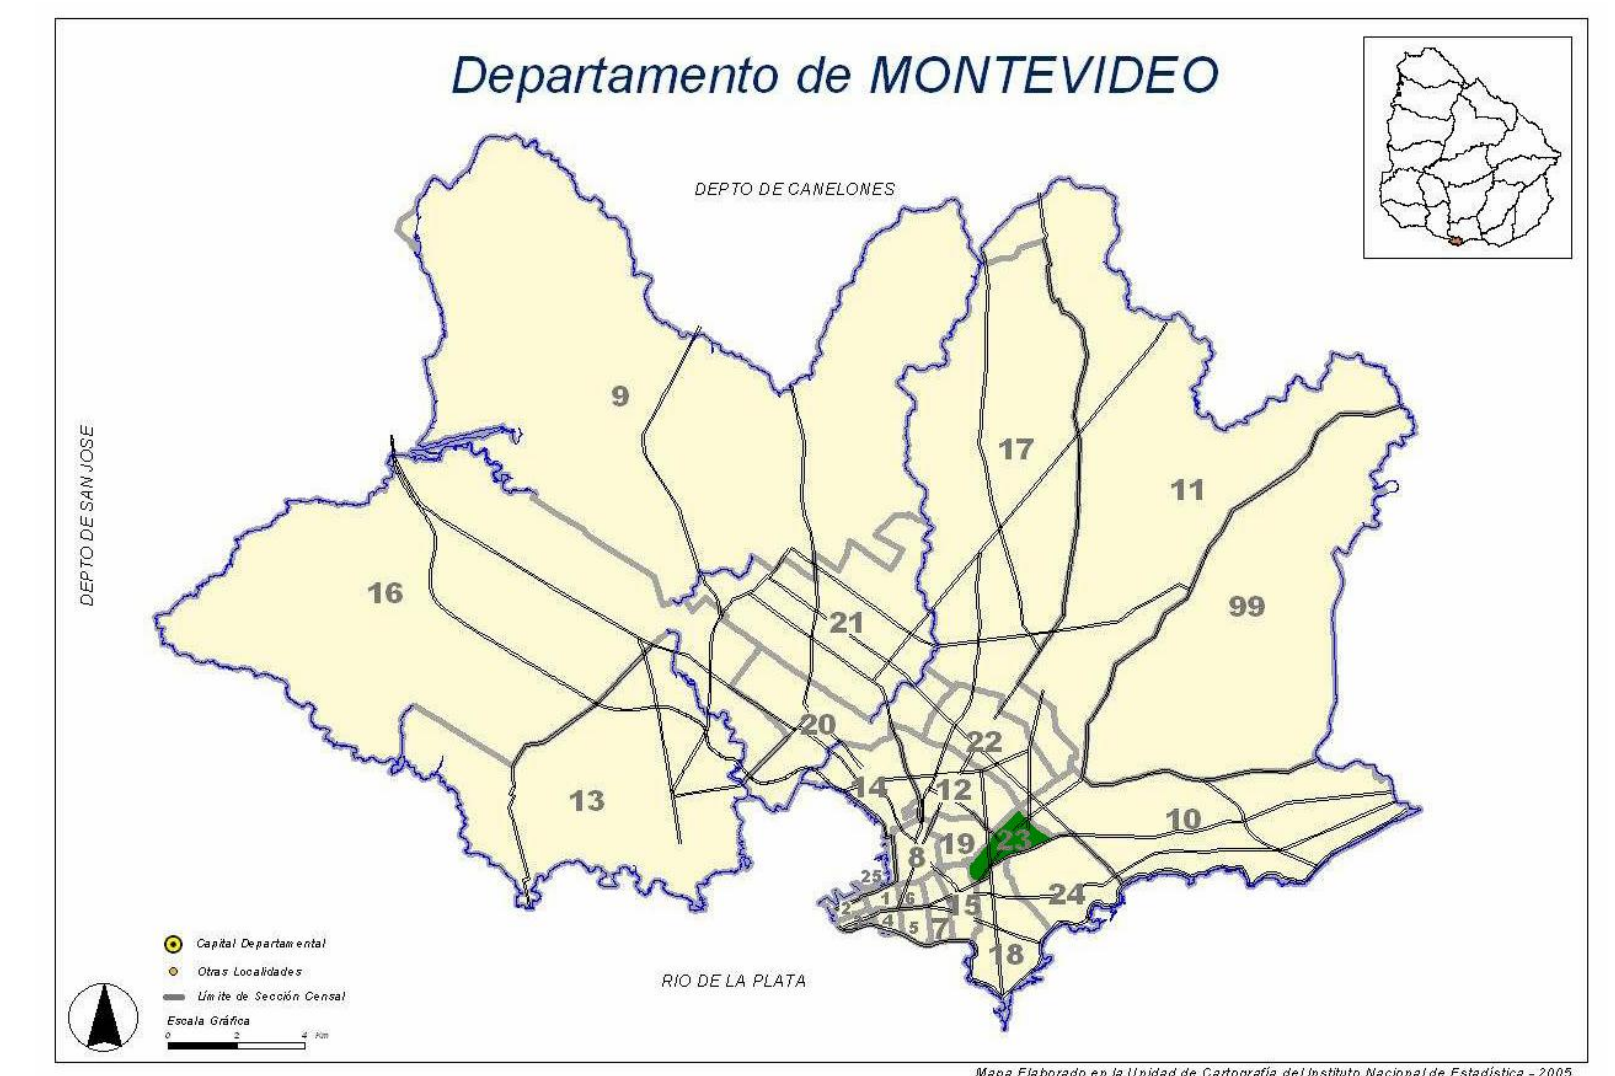 Departamento de MONTEVIDEO
DEPTO DE CANELONES
9
17
DEPTO DE SAN JOSE
11
16
99
21
20
22
14
12
13
10
23
19
8
25
24
1
6
15
2
4
5
7
18
Capital Departamental
Otras Localidades
RIO DE LA PLATA
Límite de Sección Censal
Escala Gráfica
0 2 4 Km
Mapa Elaborado en la Unidad de Cartografía del Instituto Nacional de Estadística - 2005